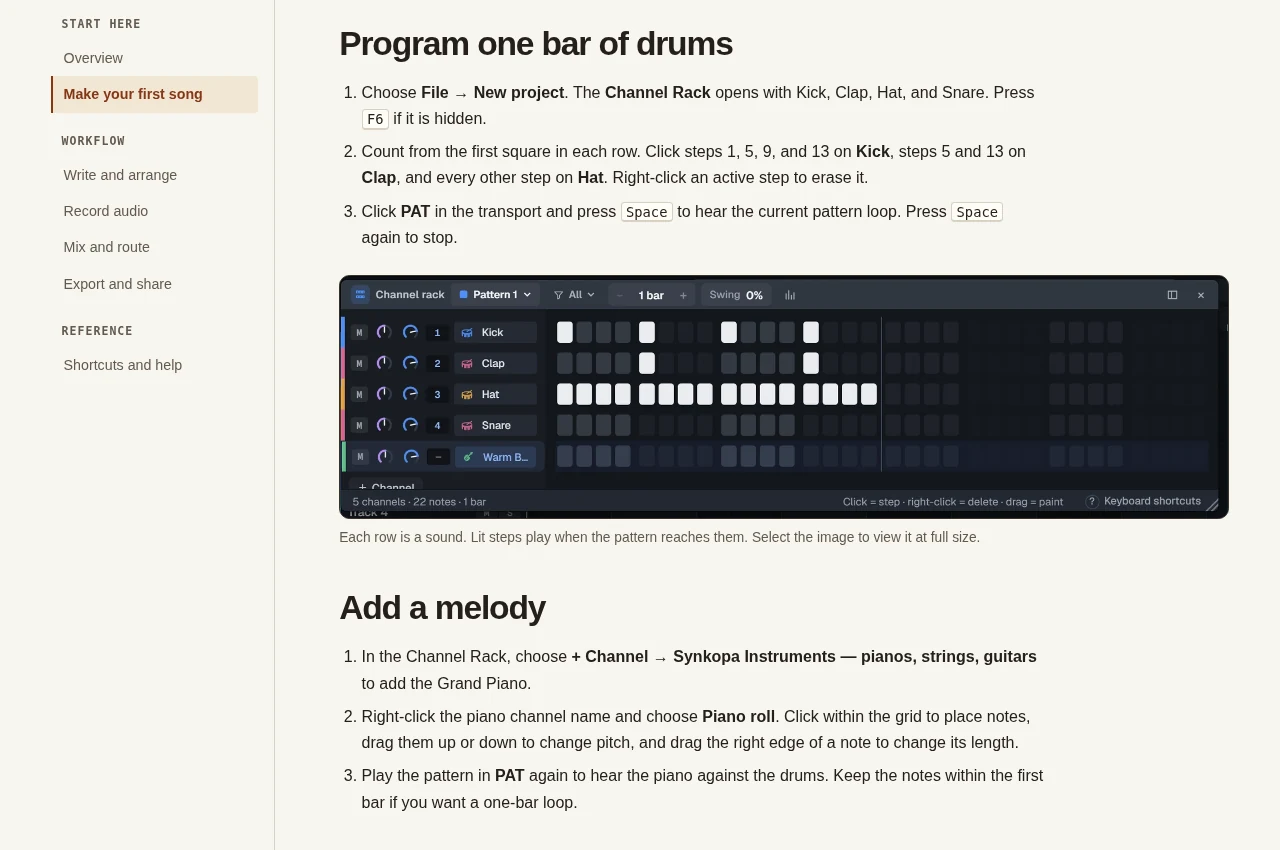 START HERE
Overview
Make your first song
WORKFLOW
Write and arrange
Record audio
Mix and route
Export and share
REFERENCE
Shortcuts and help
Program one bar of drums
1. Choose File → New project. The Channel Rack opens with Kick, Clap, Hat, and Snare. Press
F6 if it is hidden.
2. Count from the first square in each row. Click steps 1, 5, 9, and 13 on Kick, steps 5 and 13 on
Clap, and every other step on Hat. Right-click an active step to erase it.
3. Click PAT in the transport and press Space to hear the current pattern loop. Press Space
again to stop.
Channel rack Pattern 1 All − 1 bar + Swing 0% ×
M 1 Kick
M 2 Clap
M 3 Hat
M 4 Snare
M – Warm B...
+ Channel
5 channels · 22 notes · 1 bar Click = step · right-click = delete · drag = paint ? Keyboard shortcuts
Track 4 M S
Each row is a sound. Lit steps play when the pattern reaches them. Select the image to view it at full size.
Add a melody
1. In the Channel Rack, choose + Channel → Synkopa Instruments — pianos, strings, guitars
to add the Grand Piano.
2. Right-click the piano channel name and choose Piano roll. Click within the grid to place notes,
drag them up or down to change pitch, and drag the right edge of a note to change its length.
3. Play the pattern in PAT again to hear the piano against the drums. Keep the notes within the first
bar if you want a one-bar loop.